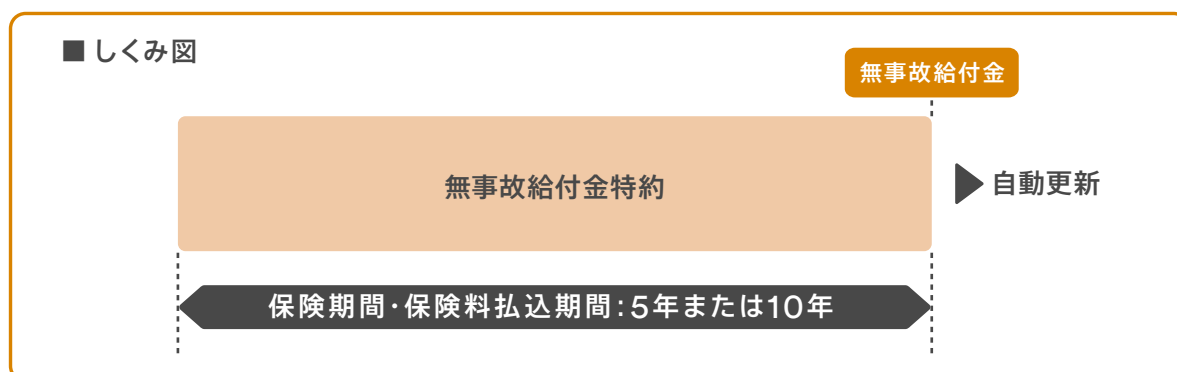 ■ しくみ図
無事故給付金
無事故給付金特約
自動更新
保険期間・保険料払込期間:5年または10年